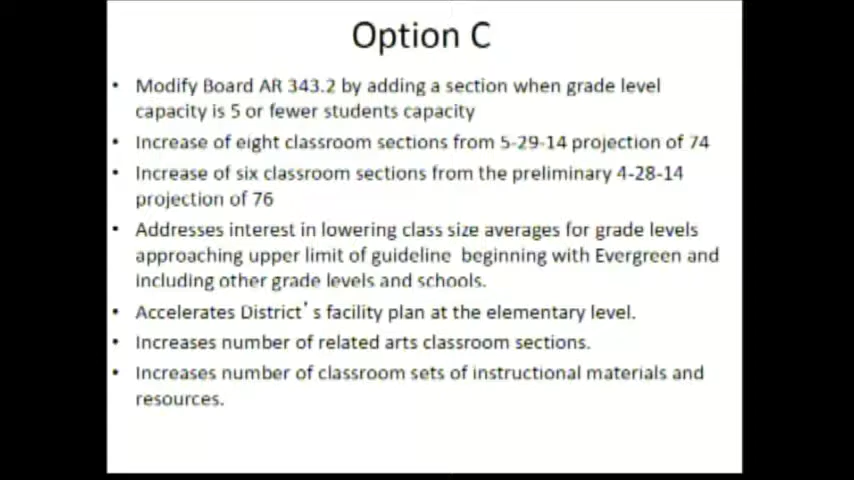 Option C
• Modify Board AR 343.2 by adding a section when grade level
capacity is 5 or fewer students capacity
• Increase of eight classroom sections from 5-29-14 projection of 74
• Increase of six classroom sections from the preliminary 4-28-14
projection of 76
• Addresses interest in lowering class size averages for grade levels
approaching upper limit of guideline beginning with Evergreen and
including other grade levels and schools.
• Accelerates District's facility plan at the elementary level.
• Increases number of related arts classroom sections.
• Increases number of classroom sets of instructional materials and
resources.